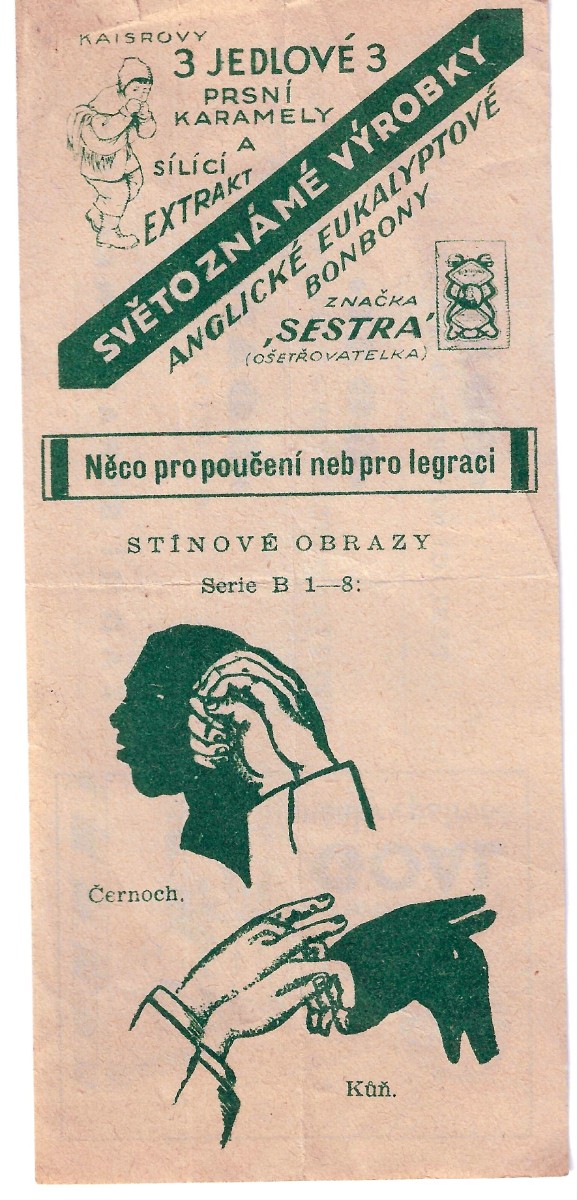 KAISROVY
3 JEDLOVÉ 3
PRSNÍ
KARAMELY
A
SÍLÍCÍ
EXTRAKT
SVĚTOZNÁMÉ VÝROBKY
ANGLICKÉ EUKALYPTOVÉ
BONBONY
ZNAČKA
‚SESTRA‘
(OŠETŘOVATELKA)
Něco pro poučení neb pro legraci
STÍNOVÉ OBRAZY
Serie B 1—8:
Černoch.
Kůň.